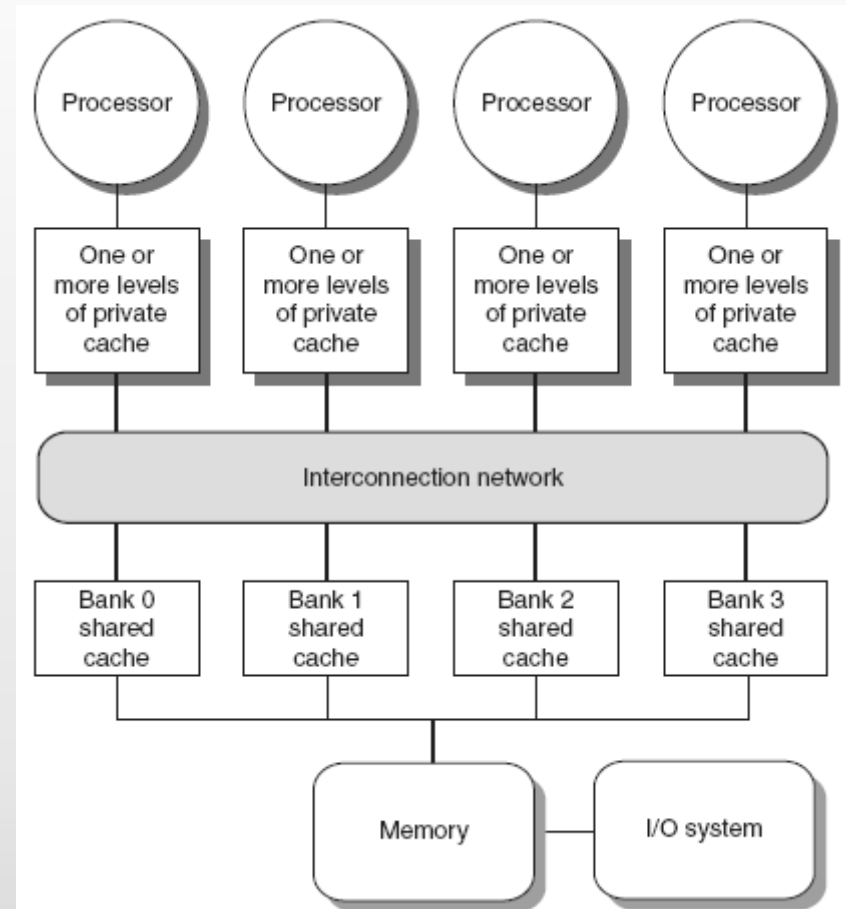 Processor
Processor
Processor
Processor
One or
more levels
of private
cache
One or
more levels
of private
cache
One or
more levels
of private
cache
One or
more levels
of private
cache
Interconnection network
Bank 0
shared
cache
Bank 1
shared
cache
Bank 2
shared
cache
Bank 3
shared
cache
Memory
I/O system